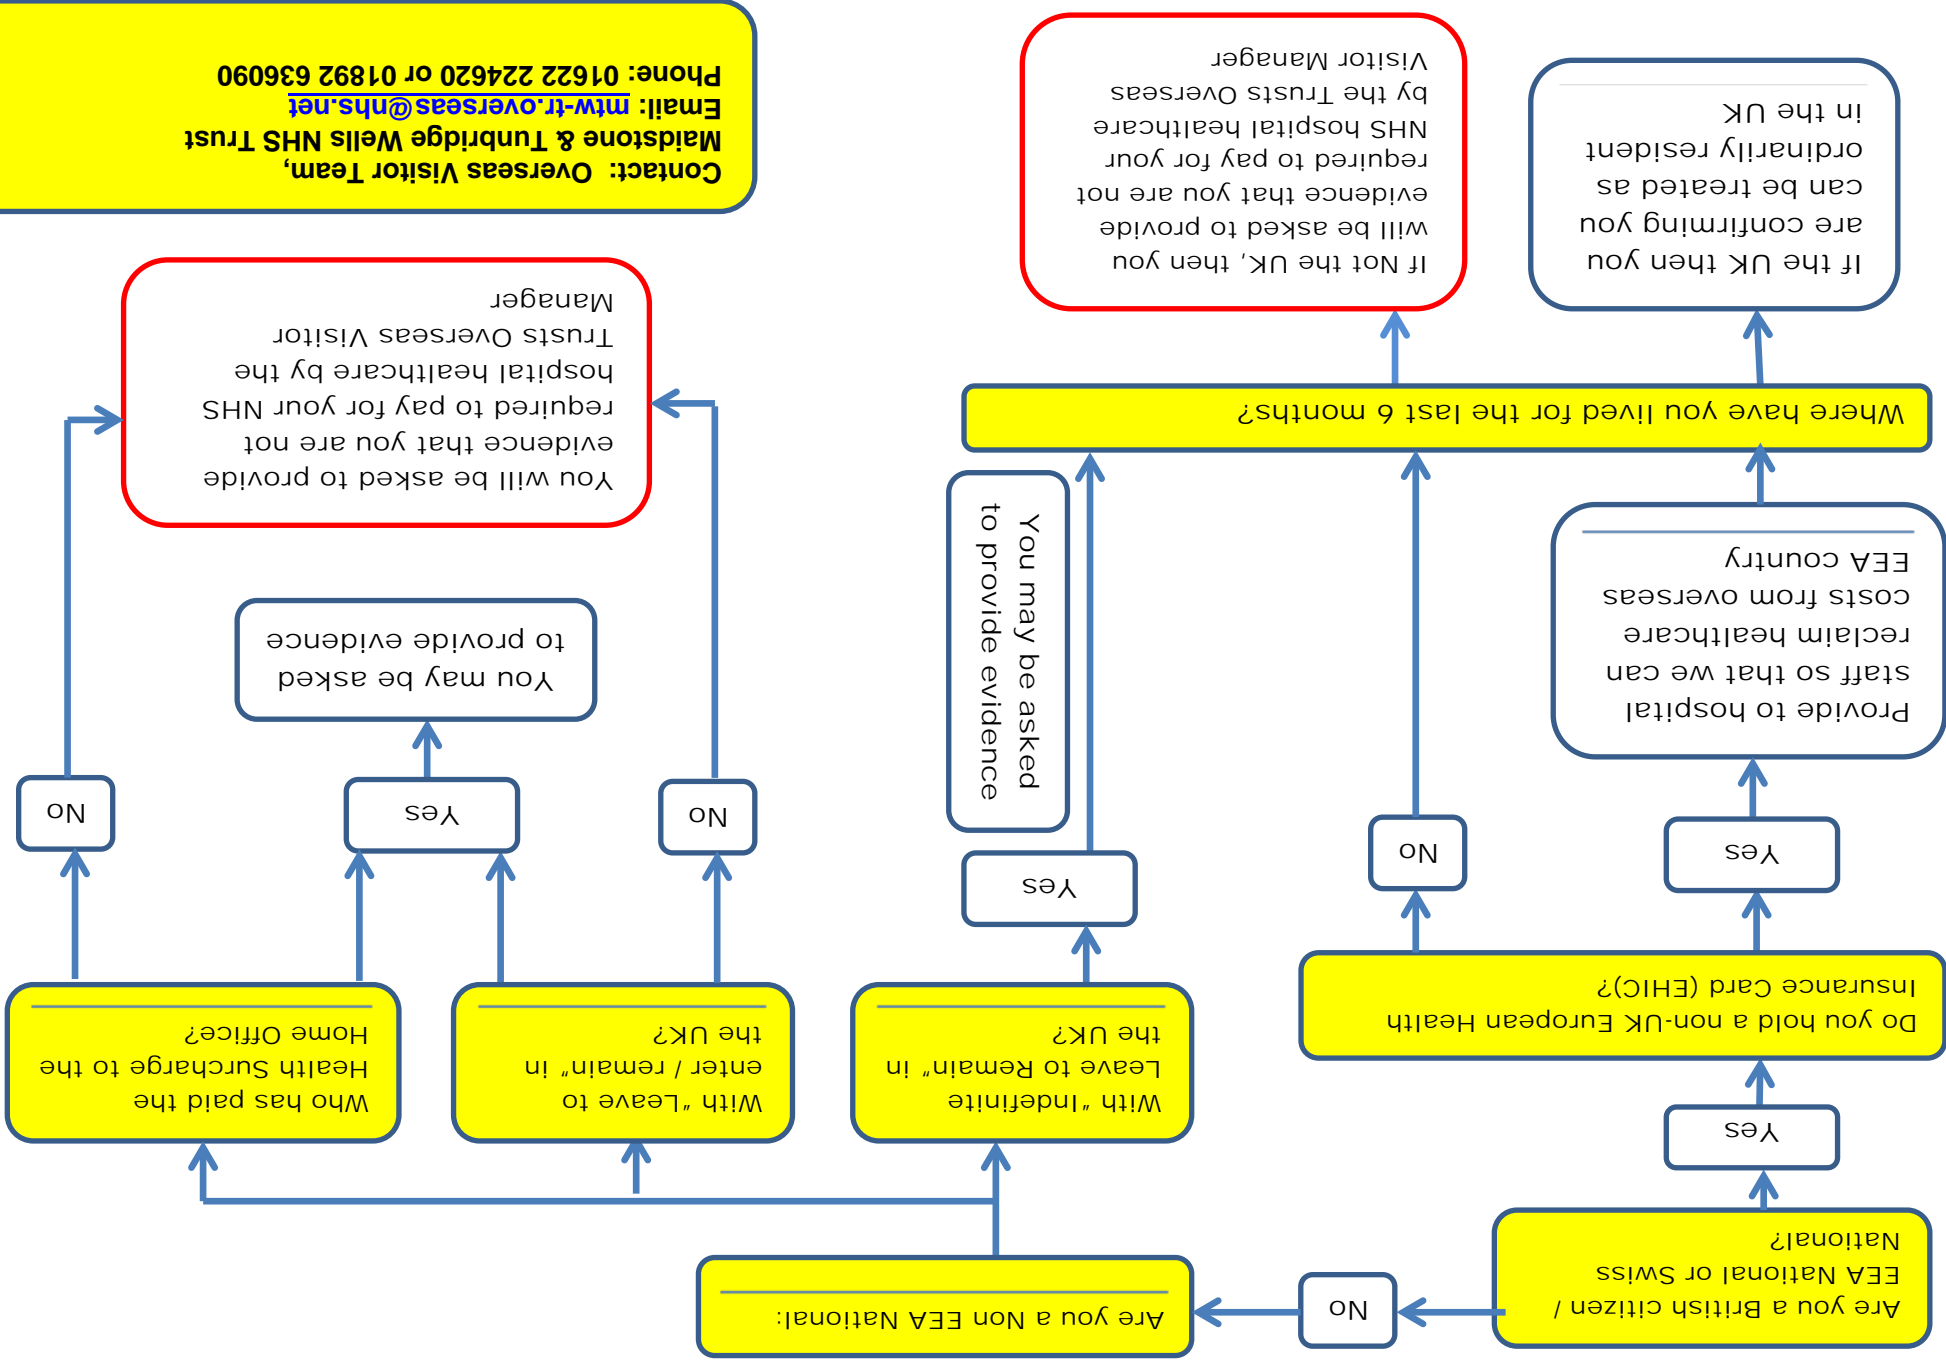 Are you a British citizen /
EEA National or Swiss
National?
No
Are you a Non EEA National:
Yes
Do you hold a non-UK European Health
Insurance Card (EHIC)?
With "Indefinite
Leave to Remain" in
the UK?
With "Leave to
enter / remain" in
the UK?
Who has paid the
Health Surcharge to the
Home Office?
Yes
No
Yes
No
Yes
No
Provide to hospital
staff so that we can
reclaim healthcare
costs from overseas
EEA country
You may be asked
to provide evidence
You may be asked
to provide evidence
Where have you lived for the last 6 months?
You will be asked to provide
evidence that you are not
required to pay for your NHS
hospital healthcare by the
Trusts Overseas Visitor
Manager
If the UK then you
are confirming you
can be treated as
ordinarily resident
in the UK
If Not the UK, then you
will be asked to provide
evidence that you are not
required to pay for your
NHS hospital healthcare
by the Trusts Overseas
Visitor Manager
Contact: Overseas Visitor Team,
Maidstone & Tunbridge Wells NHS Trust
Email: mtw-tr.overseas@nhs.net
Phone: 01622 224620 or 01892 636090